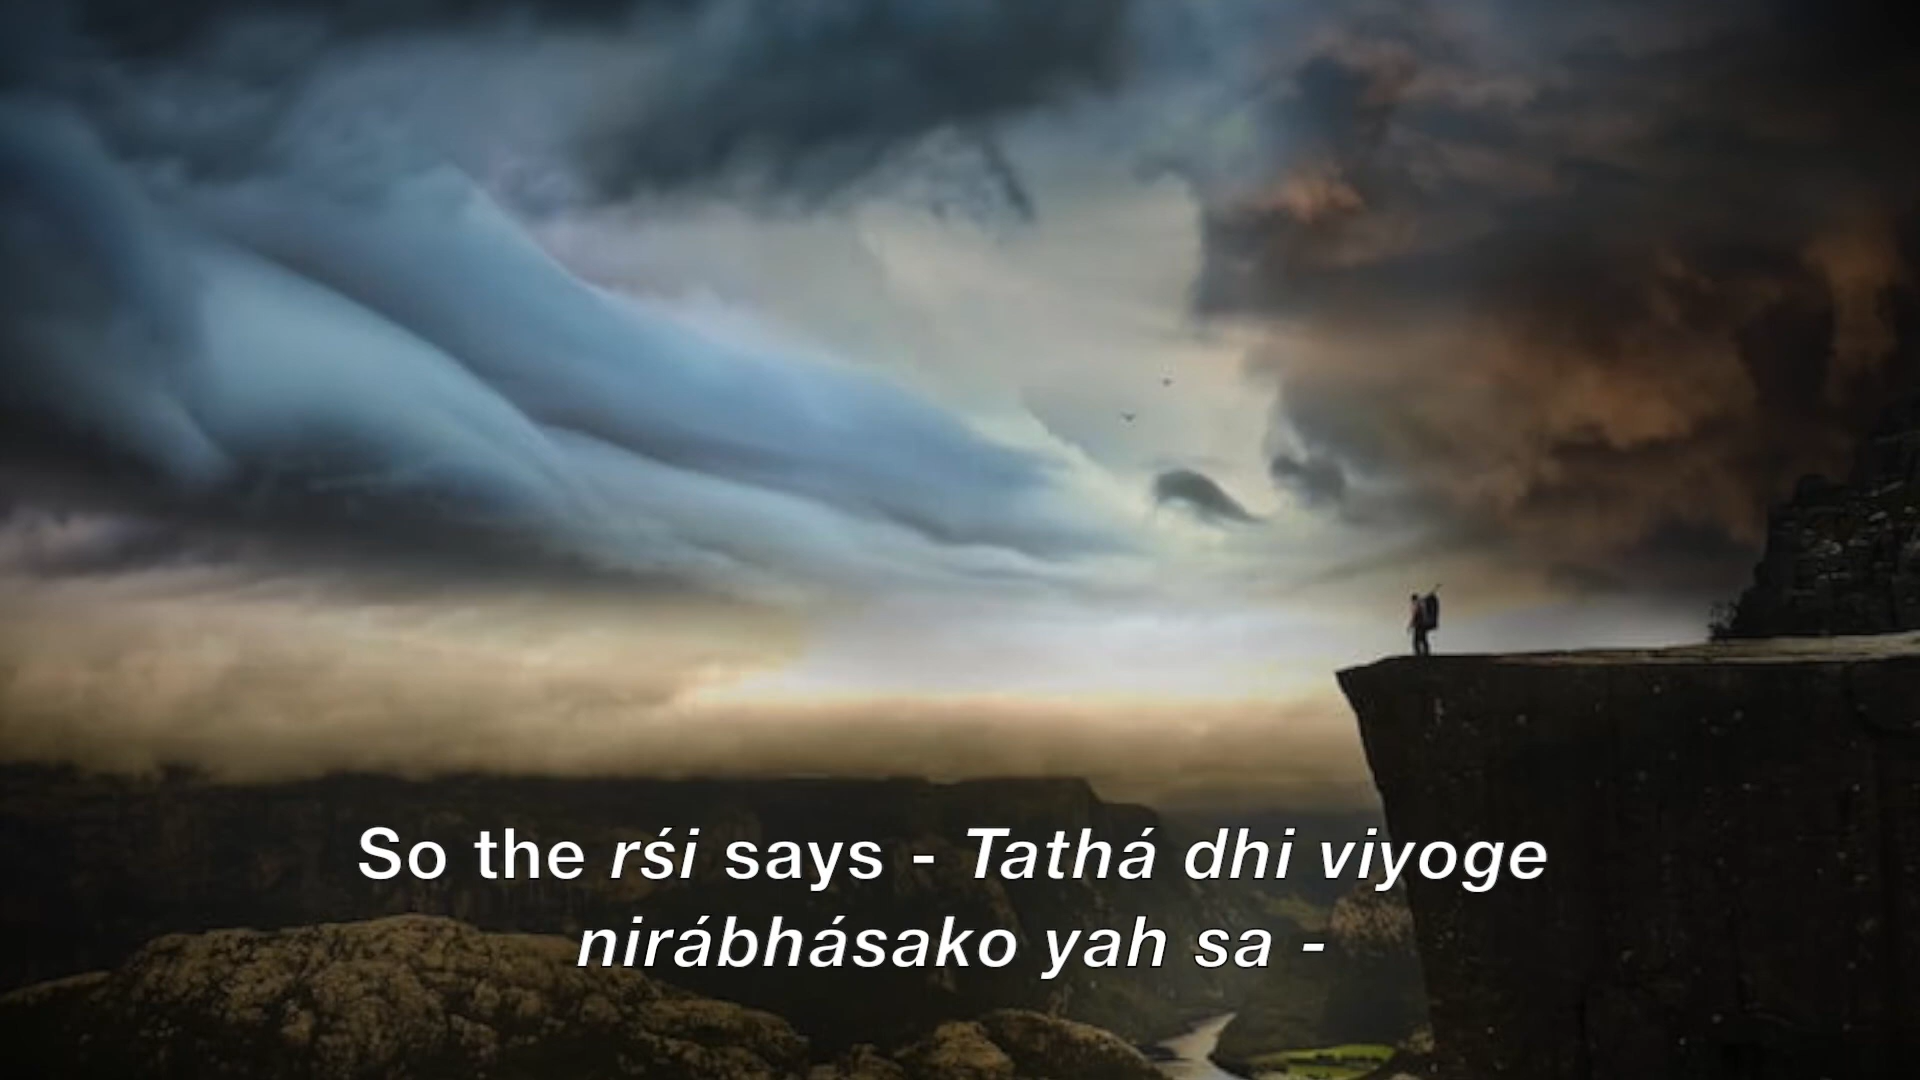 So the rśi says - Tathá dhi viyoge
nirábhásako yah sa -